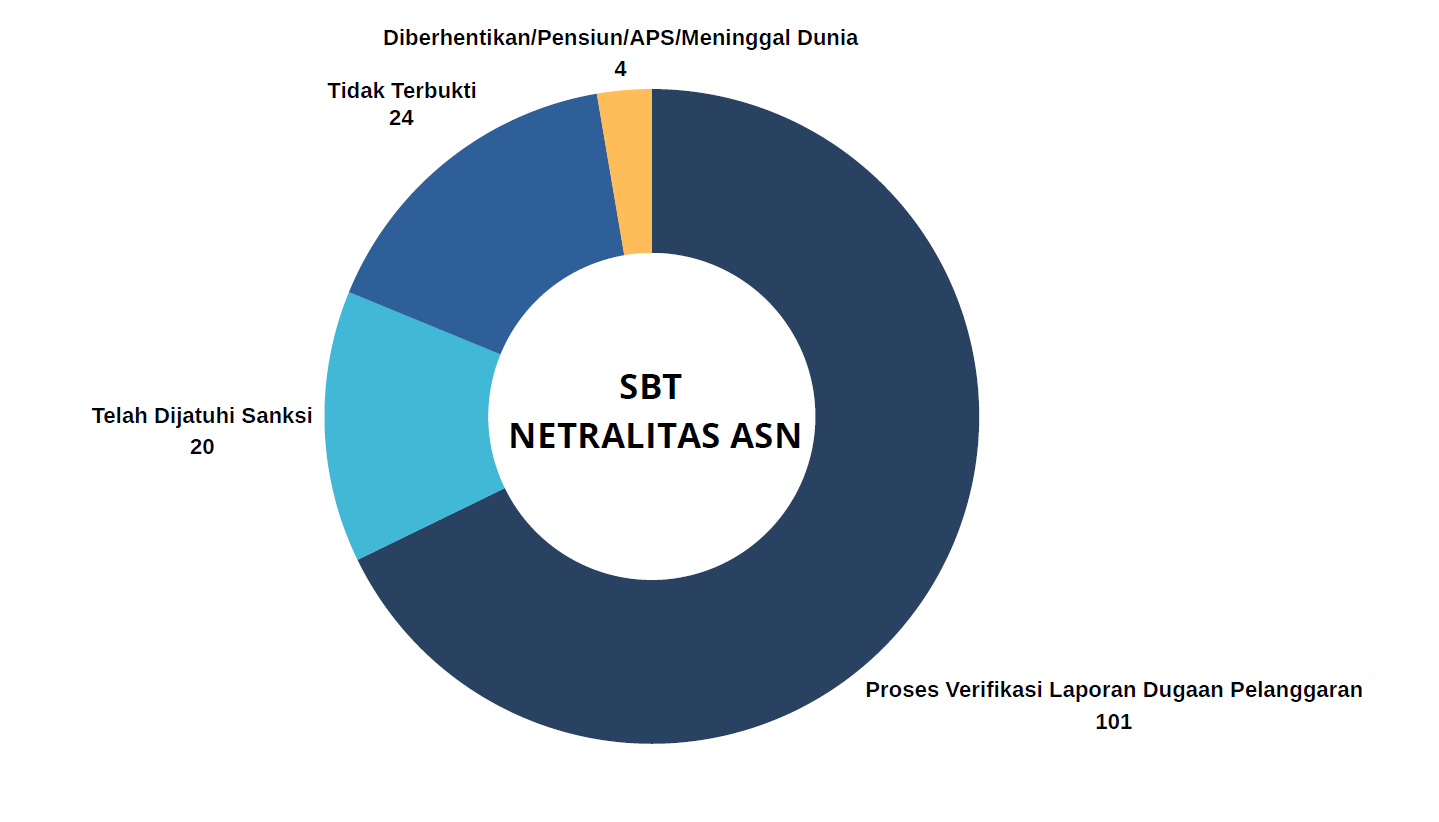 Diberhentikan/Pensiun/APS/Meninggal Dunia
4
Tidak Terbukti
24
SBT
NETRALITAS ASN
Telah Dijatuhi Sanksi
20
Proses Verifikasi Laporan Dugaan Pelanggaran
101